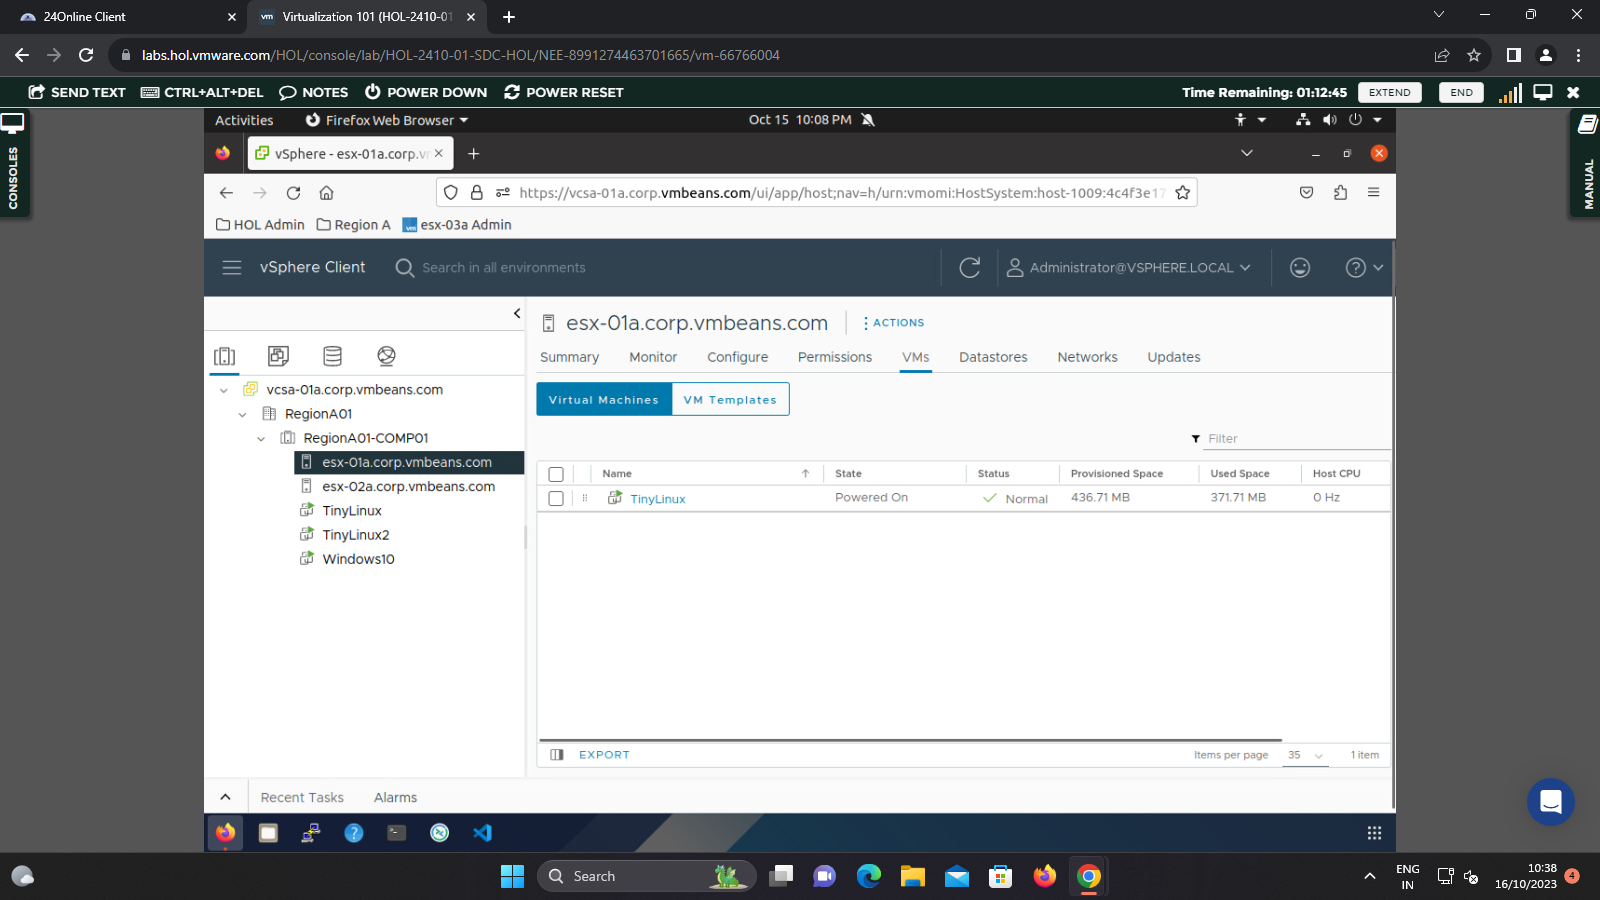 24Online Client
vm Virtualization 101 (HOL-2410-01
labs.hol.vmware.com/HOL/console/lab/HOL-2410-01-SDC-HOL/NEE-8991274463701665/vm-66766004
SEND TEXT CTRL+ALT+DEL NOTES POWER DOWN POWER RESET
Time Remaining: 01:12:45 EXTEND END
CONSOLES
MANUAL
Activities Firefox Web Browser Oct 15 10:08 PM
vSphere - esx-01a.corp.vr
https://vcsa-01a.corp.vmbeans.com/ui/app/host;nav=h/urn:vmomi:HostSystem:host-1009:4c4f3e17
HOL Admin Region A vm esx-03a Admin
vSphere Client Search in all environments Administrator@VSPHERE.LOCAL
esx-01a.corp.vmbeans.com ACTIONS
Summary Monitor Configure Permissions VMs Datastores Networks Updates
vcsa-01a.corp.vmbeans.com
RegionA01
RegionA01-COMP01
esx-01a.corp.vmbeans.com
esx-02a.corp.vmbeans.com
TinyLinux
TinyLinux2
Windows10
Virtual Machines VM Templates
Filter
Name State Status Provisioned Space Used Space Host CPU
TinyLinux Powered On Normal 436.71 MB 371.71 MB 0 Hz
EXPORT Items per page 35 1 item
Recent Tasks Alarms
Search
ENG
IN
10:38
16/10/2023
4